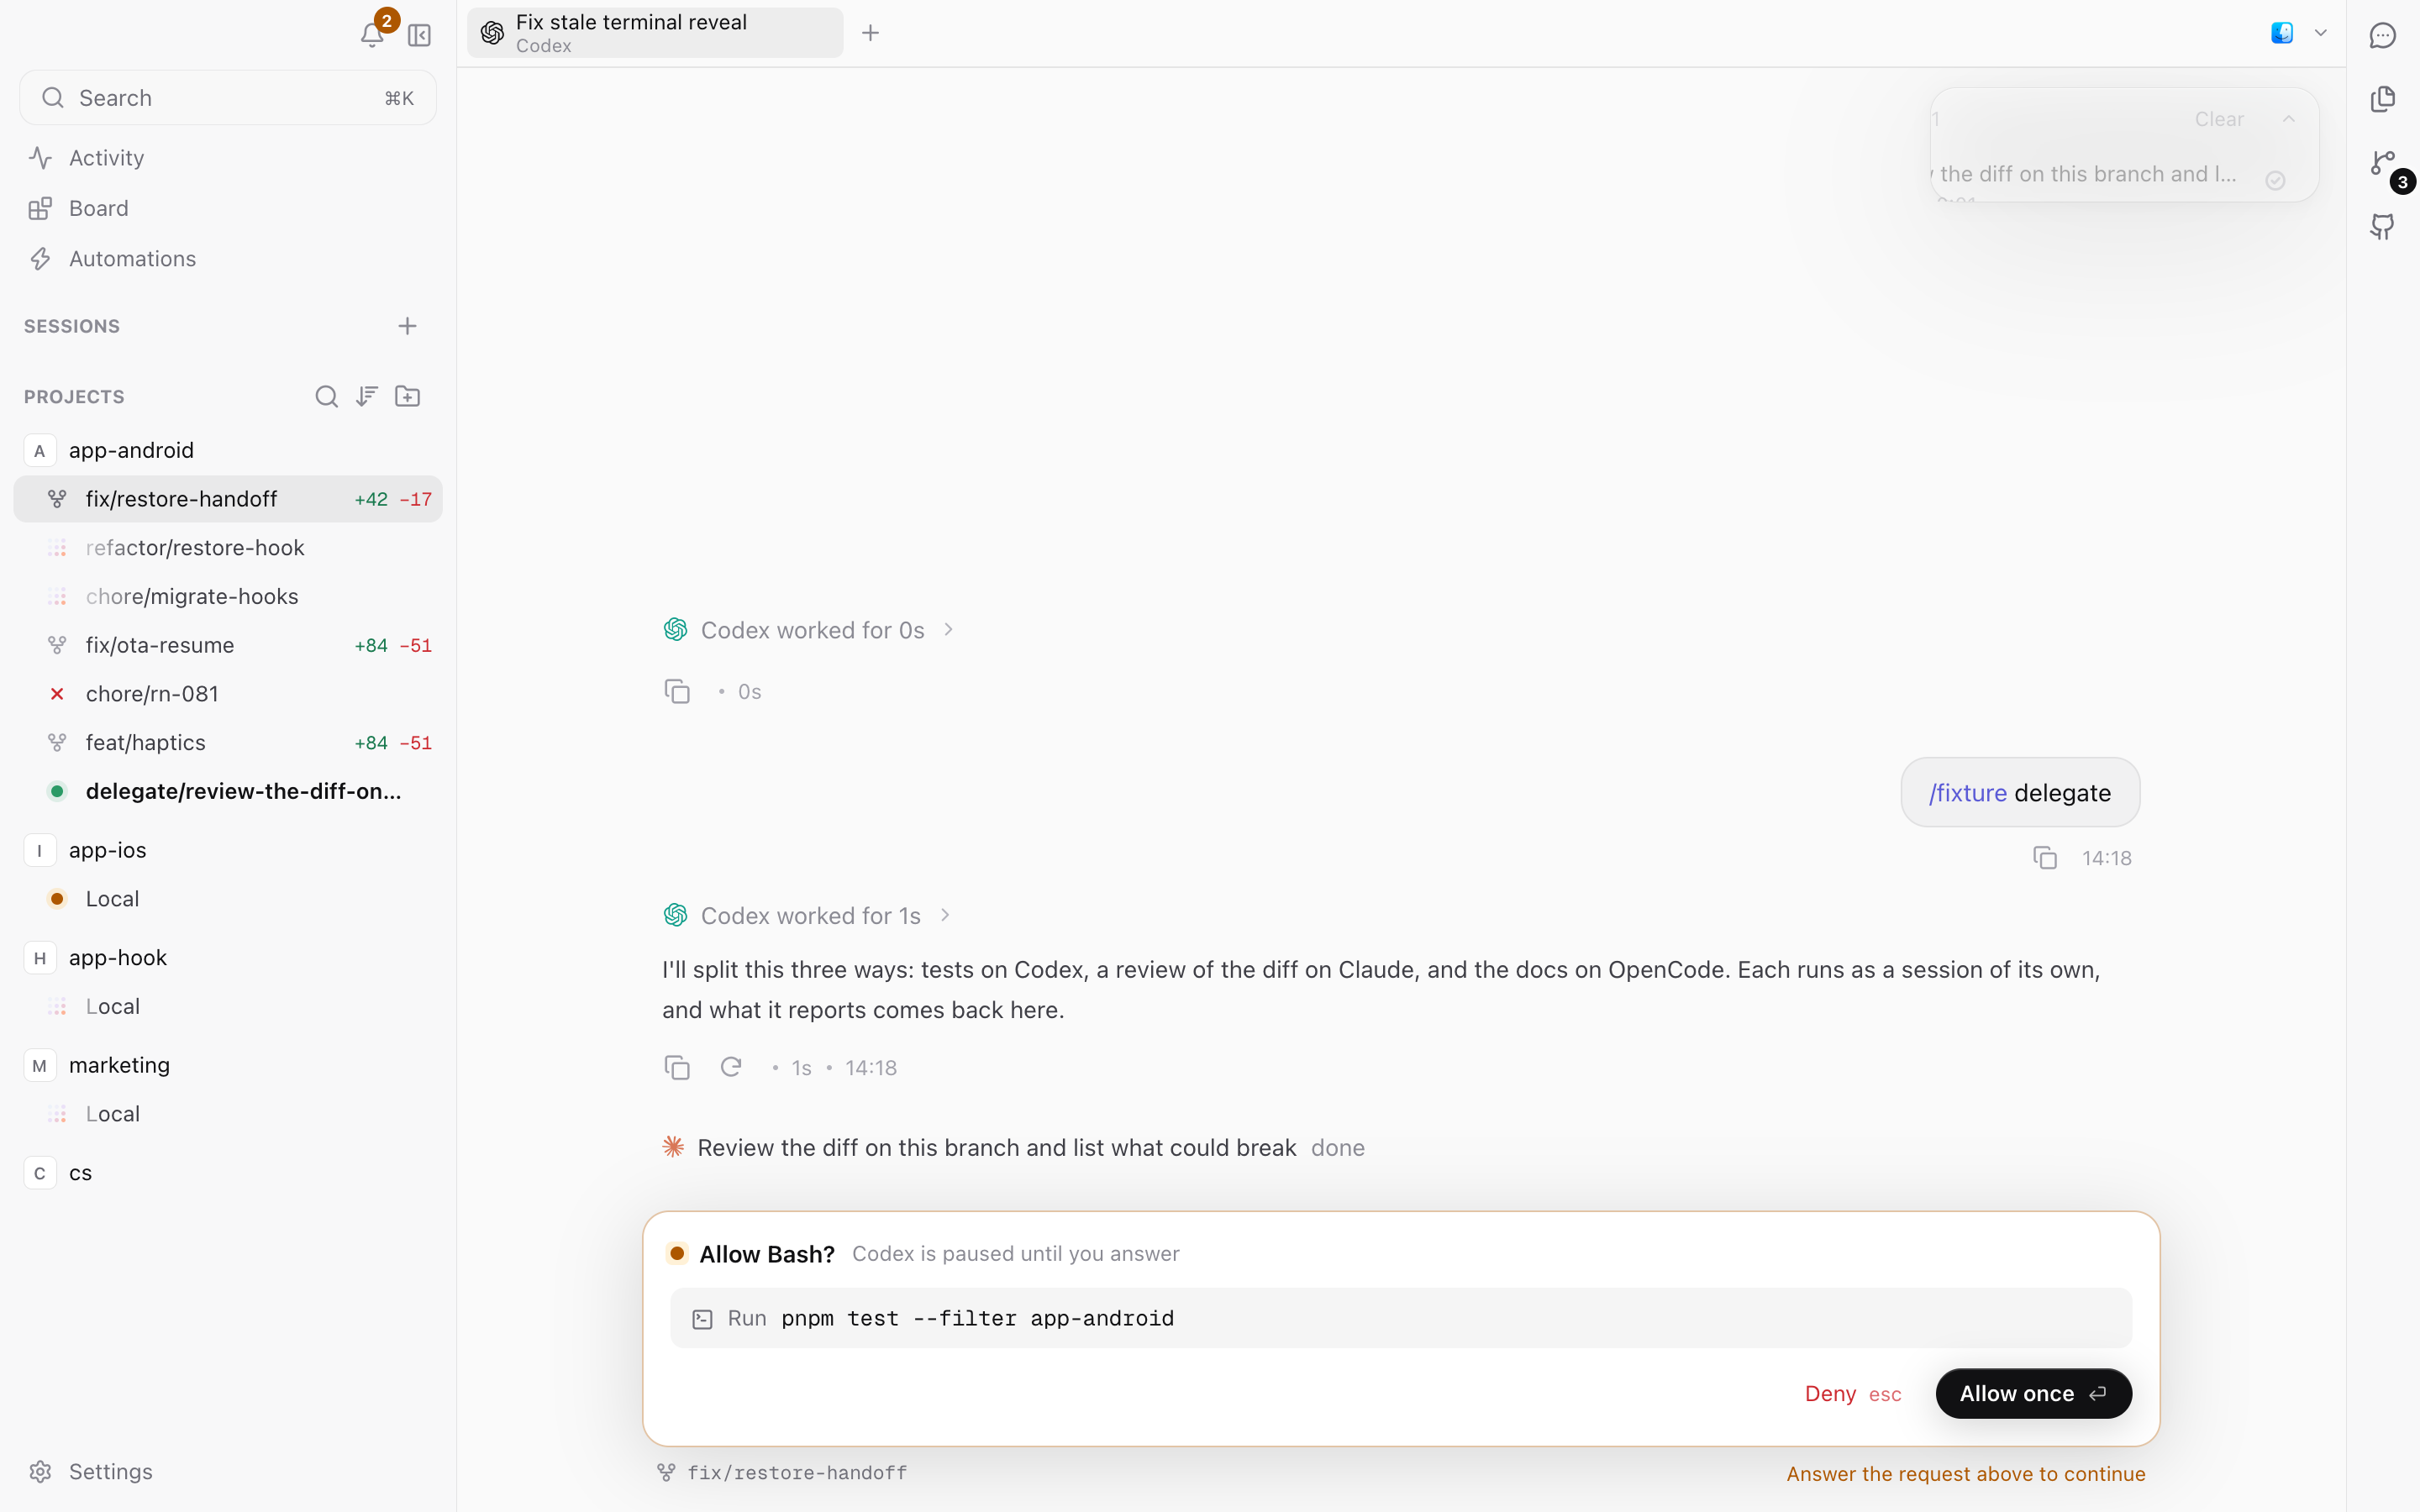 2
Search ⌘K
Activity
Board
Automations
SESSIONS
PROJECTS
A app-android
fix/restore-handoff +42 −17
refactor/restore-hook
chore/migrate-hooks
fix/ota-resume +84 −51
chore/rn-081
feat/haptics +84 −51
delegate/review-the-diff-on...
I app-ios
Local
H app-hook
Local
M marketing
Local
C cs
Settings
Fix stale terminal reveal
Codex
1 Clear
the diff on this branch and l...
Codex worked for 0s
• 0s
/fixture delegate
14:18
Codex worked for 1s
I'll split this three ways: tests on Codex, a review of the diff on Claude, and the docs on OpenCode. Each runs as a session of its own,
and what it reports comes back here.
• 1s • 14:18
Review the diff on this branch and list what could break done
Allow Bash? Codex is paused until you answer
Run pnpm test --filter app-android
Deny esc Allow once
fix/restore-handoff
Answer the request above to continue
3